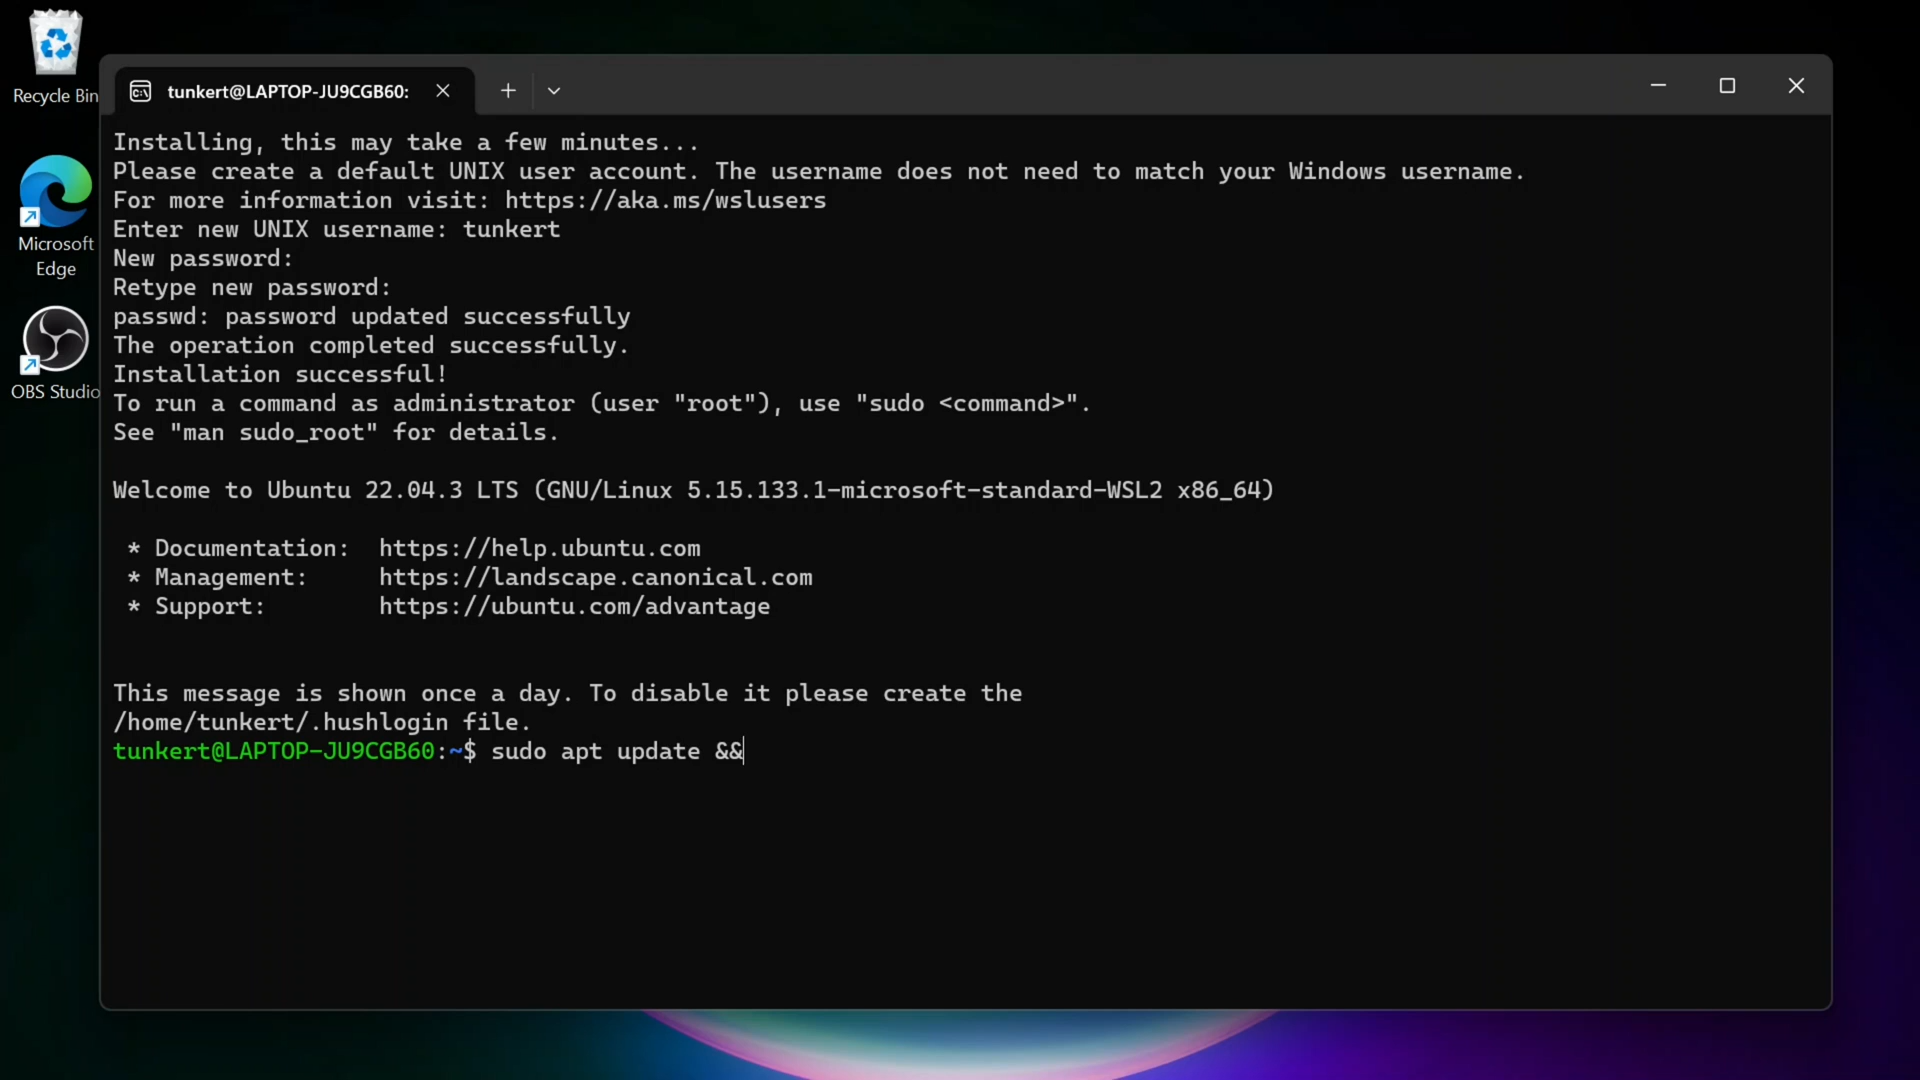 Recycle Bin
Microsoft
Edge
OBS Studio
tunkert@LAPTOP-JU9CGB60:
Installing, this may take a few minutes...
Please create a default UNIX user account. The username does not need to match your Windows username.
For more information visit: https://aka.ms/wslusers
Enter new UNIX username: tunkert
New password:
Retype new password:
passwd: password updated successfully
The operation completed successfully.
Installation successful!
To run a command as administrator (user "root"), use "sudo <command>".
See "man sudo_root" for details.
Welcome to Ubuntu 22.04.3 LTS (GNU/Linux 5.15.133.1-microsoft-standard-WSL2 x86_64)
* Documentation:  https://help.ubuntu.com
* Management:     https://landscape.canonical.com
* Support:        https://ubuntu.com/advantage
This message is shown once a day. To disable it please create the
/home/tunkert/.hushlogin file.
tunkert@LAPTOP-JU9CGB60:~$ sudo apt update &&